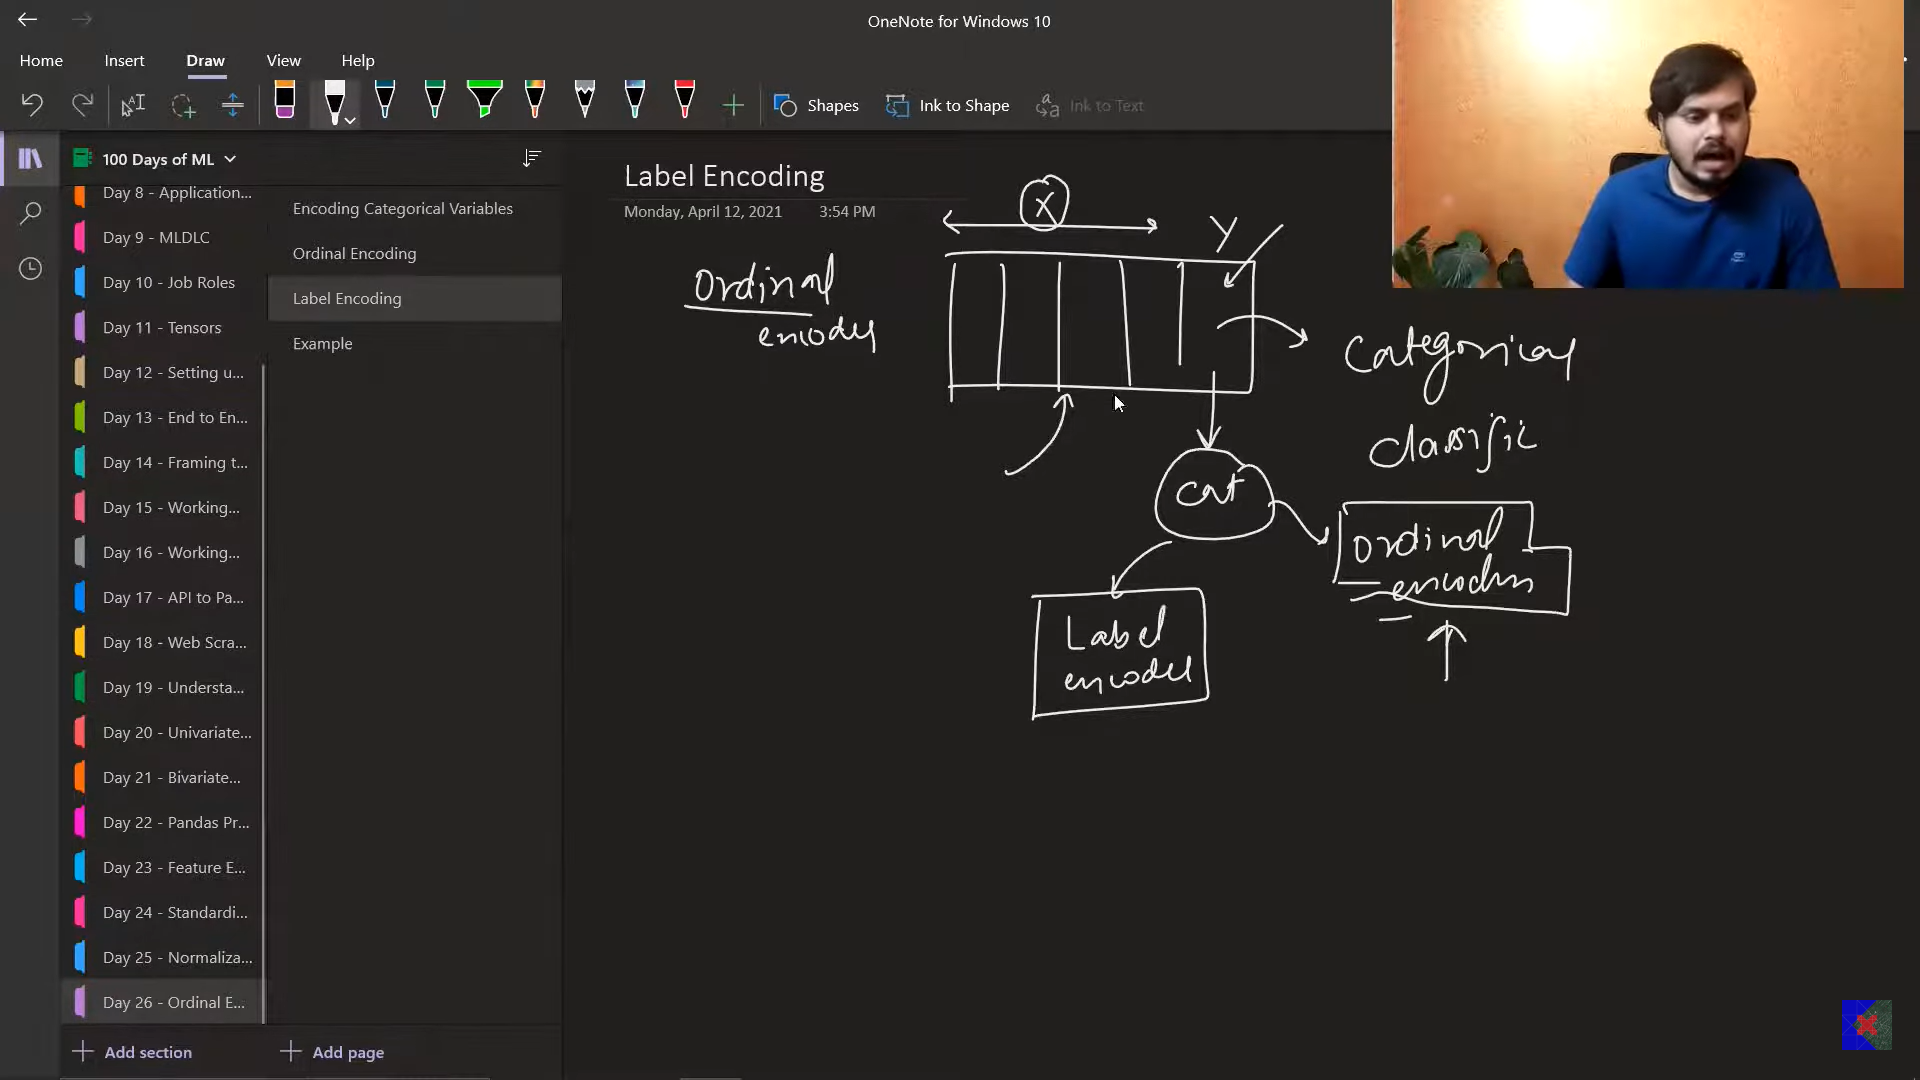 OneNote for Windows 10
Home
Insert
Draw
View
Help
Shapes
Ink to Shape
Ink to Text
100 Days of ML
Day 8 - Application...
Day 9 - MLDLC
Day 10 - Job Roles
Day 11 - Tensors
Day 12 - Setting u...
Day 13 - End to En...
Day 14 - Framing t...
Day 15 - Working...
Day 16 - Working...
Day 17 - API to Pa...
Day 18 - Web Scra...
Day 19 - Understa...
Day 20 - Univariate...
Day 21 - Bivariate...
Day 22 - Pandas Pr...
Day 23 - Feature E...
Day 24 - Standardi...
Day 25 - Normaliza...
Day 26 - Ordinal E...
Add section
Encoding Categorical Variables
Ordinal Encoding
Label Encoding
Example
Add page
Label Encoding
Monday, April 12, 2021 3:54 PM
X
Y
Ordinal
encoder
Categorical
classific
cat
Ordinal
encoder
Label
encoder